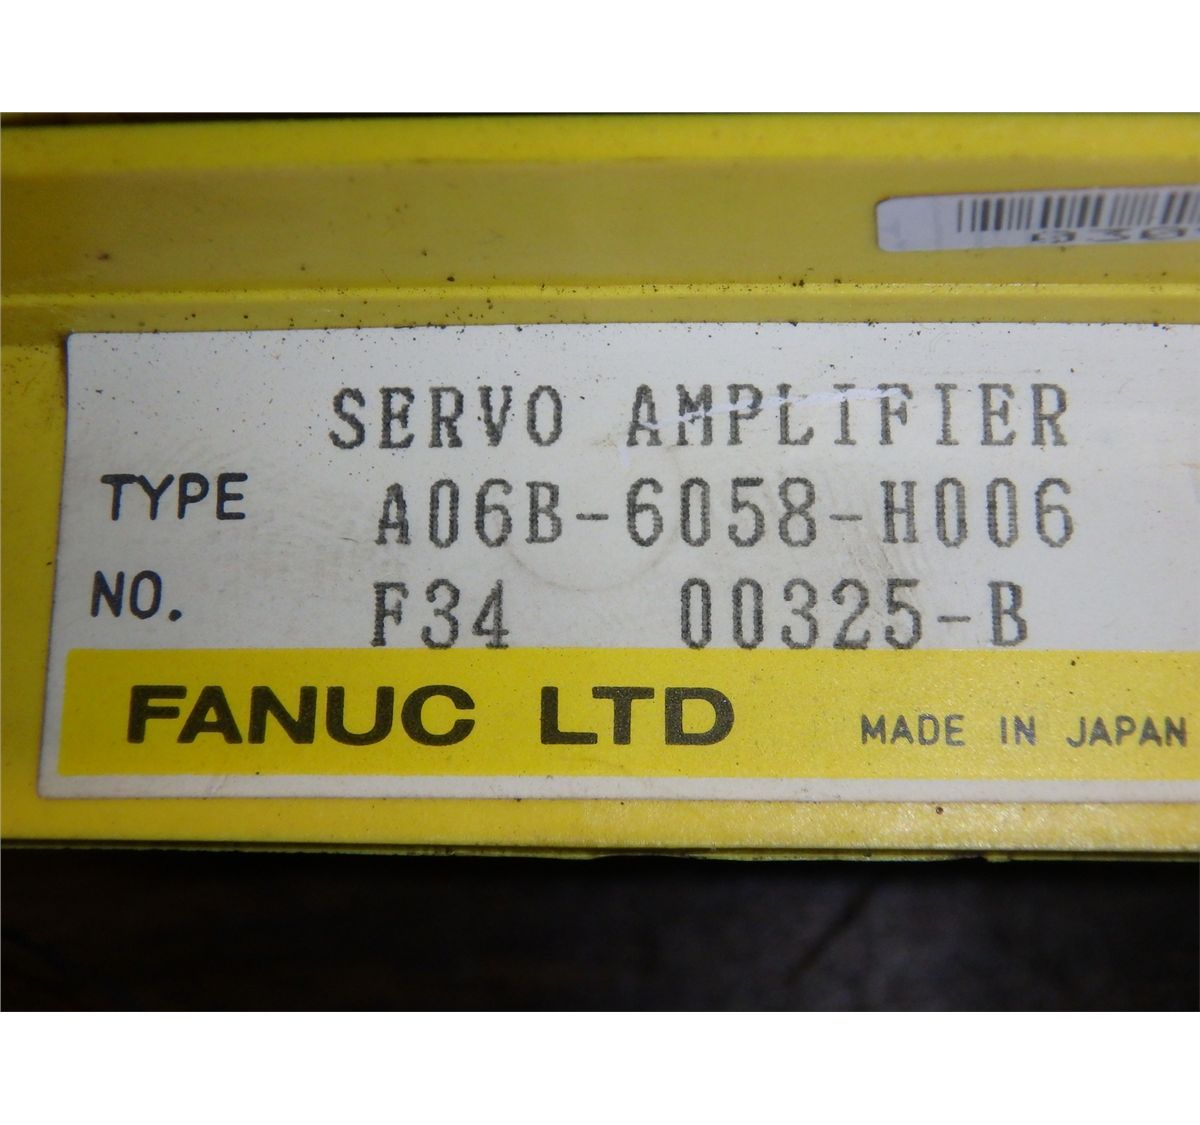 SERVO AMPLIFIER
TYPE A06B-6058-H006
NO. F34 00325-B
FANUC LTD MADE IN JAPAN